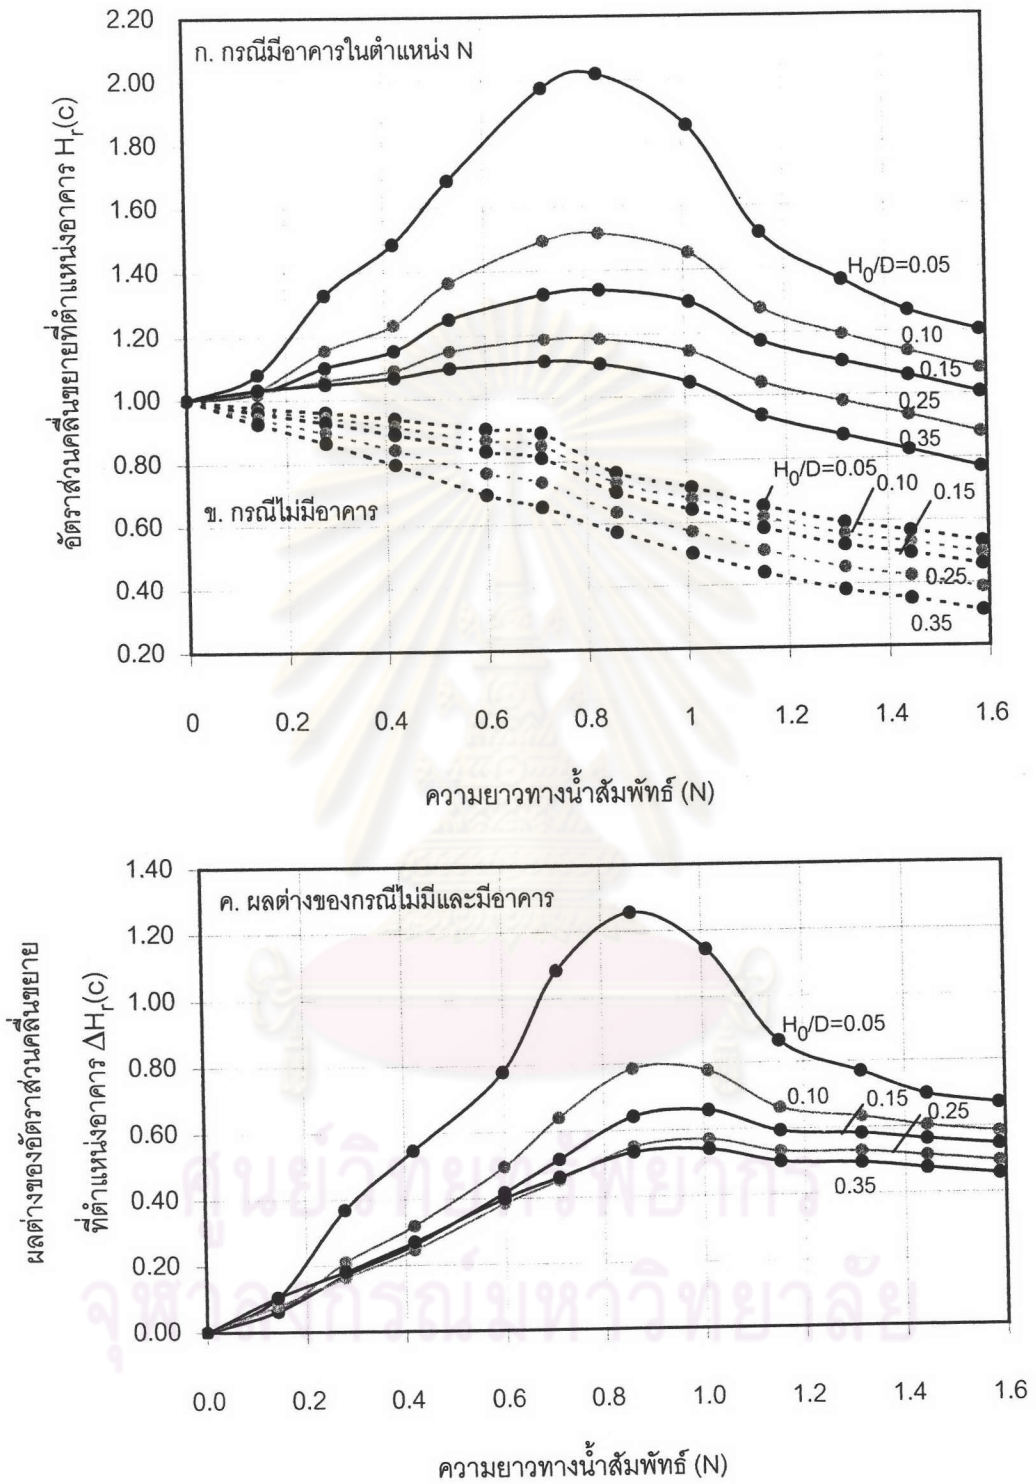 2.20
ก. กรณีมีอาคารในตำแหน่ง N
2.00
1.80
1.60
1.40
1.20
1.00
0.80
0.60
0.40
0.20
อัตราส่วนคลื่นขยายที่ตำแหน่งอาคาร Hr(c)
H0/D=0.05
0.10
0.15
0.25
0.35
ข. กรณีไม่มีอาคาร
H0/D=0.05
0.10
0.15
0.25
0.35
0 0.2 0.4 0.6 0.8 1 1.2 1.4 1.6
ความยาวทางน้ำสัมพัทธ์ (N)
1.40
ค. ผลต่างของกรณีไม่มีและมีอาคาร
1.20
1.00
0.80
0.60
0.40
0.20
0.00
ผลต่างของอัตราส่วนคลื่นขยาย
ที่ตำแหน่งอาคาร ΔHr(c)
H0/D=0.05
0.10
0.15
0.25
0.35
ศูนย์วิทยทรัพยากร
จุฬาลงกรณ์มหาวิทยาลัย
0.0 0.2 0.4 0.6 0.8 1.0 1.2 1.4 1.6
ความยาวทางน้ำสัมพัทธ์ (N)